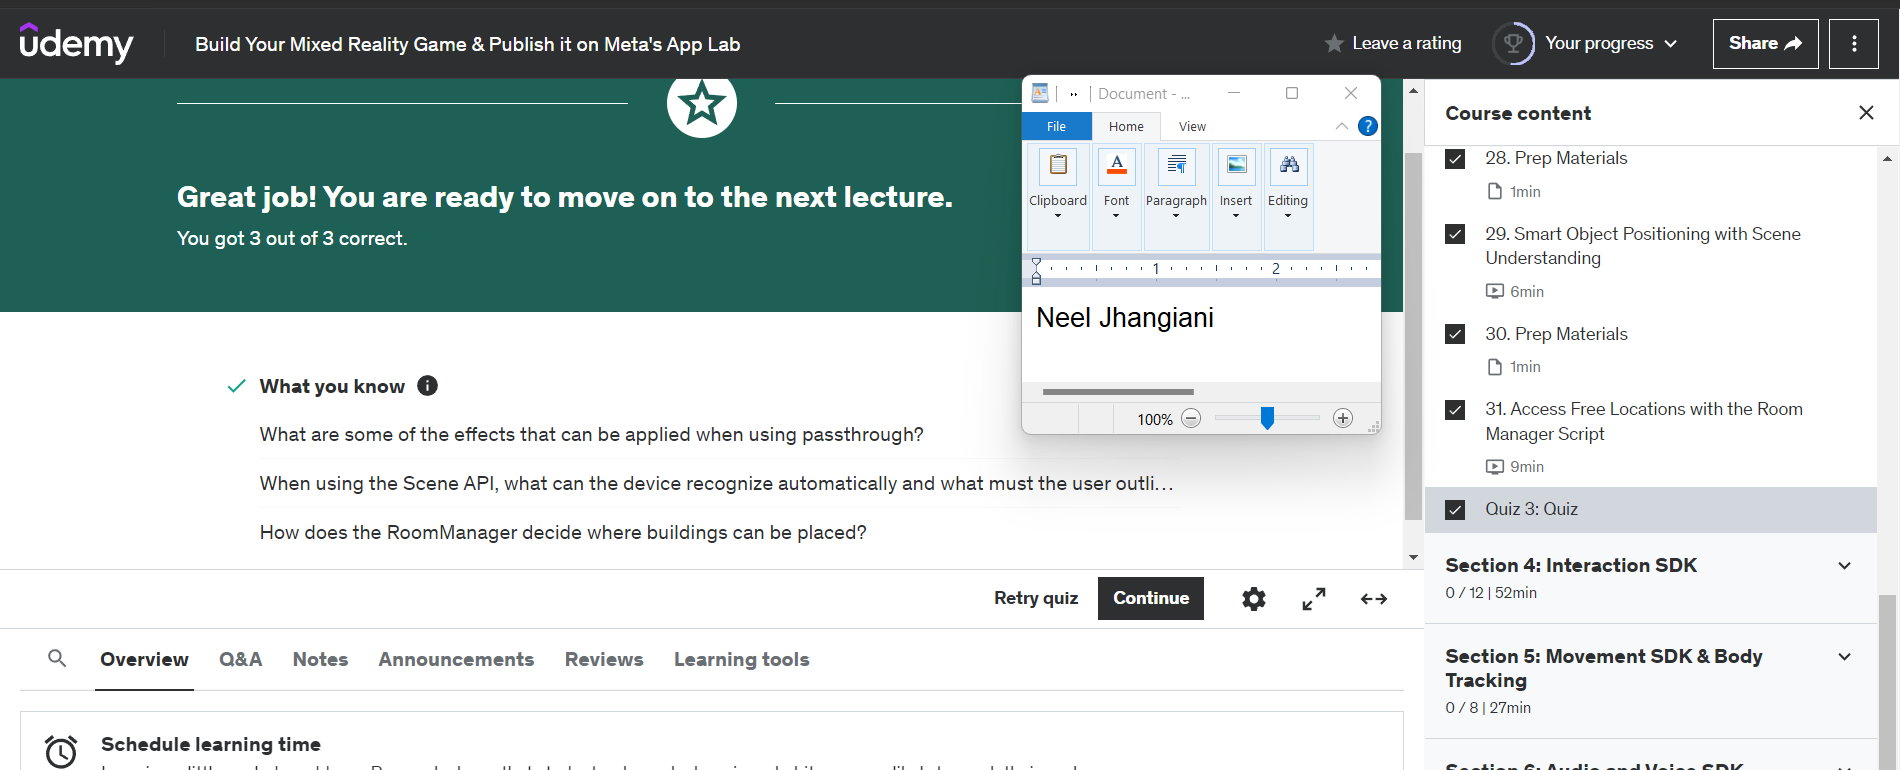 udemy
Build Your Mixed Reality Game & Publish it on Meta's App Lab
Leave a rating
Your progress
Share
Great job! You are ready to move on to the next lecture.
You got 3 out of 3 correct.
What you know
What are some of the effects that can be applied when using passthrough?
When using the Scene API, what can the device recognize automatically and what must the user outli...
How does the RoomManager decide where buildings can be placed?
Document - ...
File
Home
View
?
Clipboard
Font
Paragraph
Insert
Editing
1
2
Neel Jhangiani
100%
Retry quiz
Continue
Overview
Q&A
Notes
Announcements
Reviews
Learning tools
Schedule learning time
Course content
28. Prep Materials
1min
29. Smart Object Positioning with Scene
Understanding
6min
30. Prep Materials
1min
31. Access Free Locations with the Room
Manager Script
9min
Quiz 3: Quiz
Section 4: Interaction SDK
0 / 12 | 52min
Section 5: Movement SDK & Body
Tracking
0 / 8 | 27min
Section 6: Audio and Voice SDK